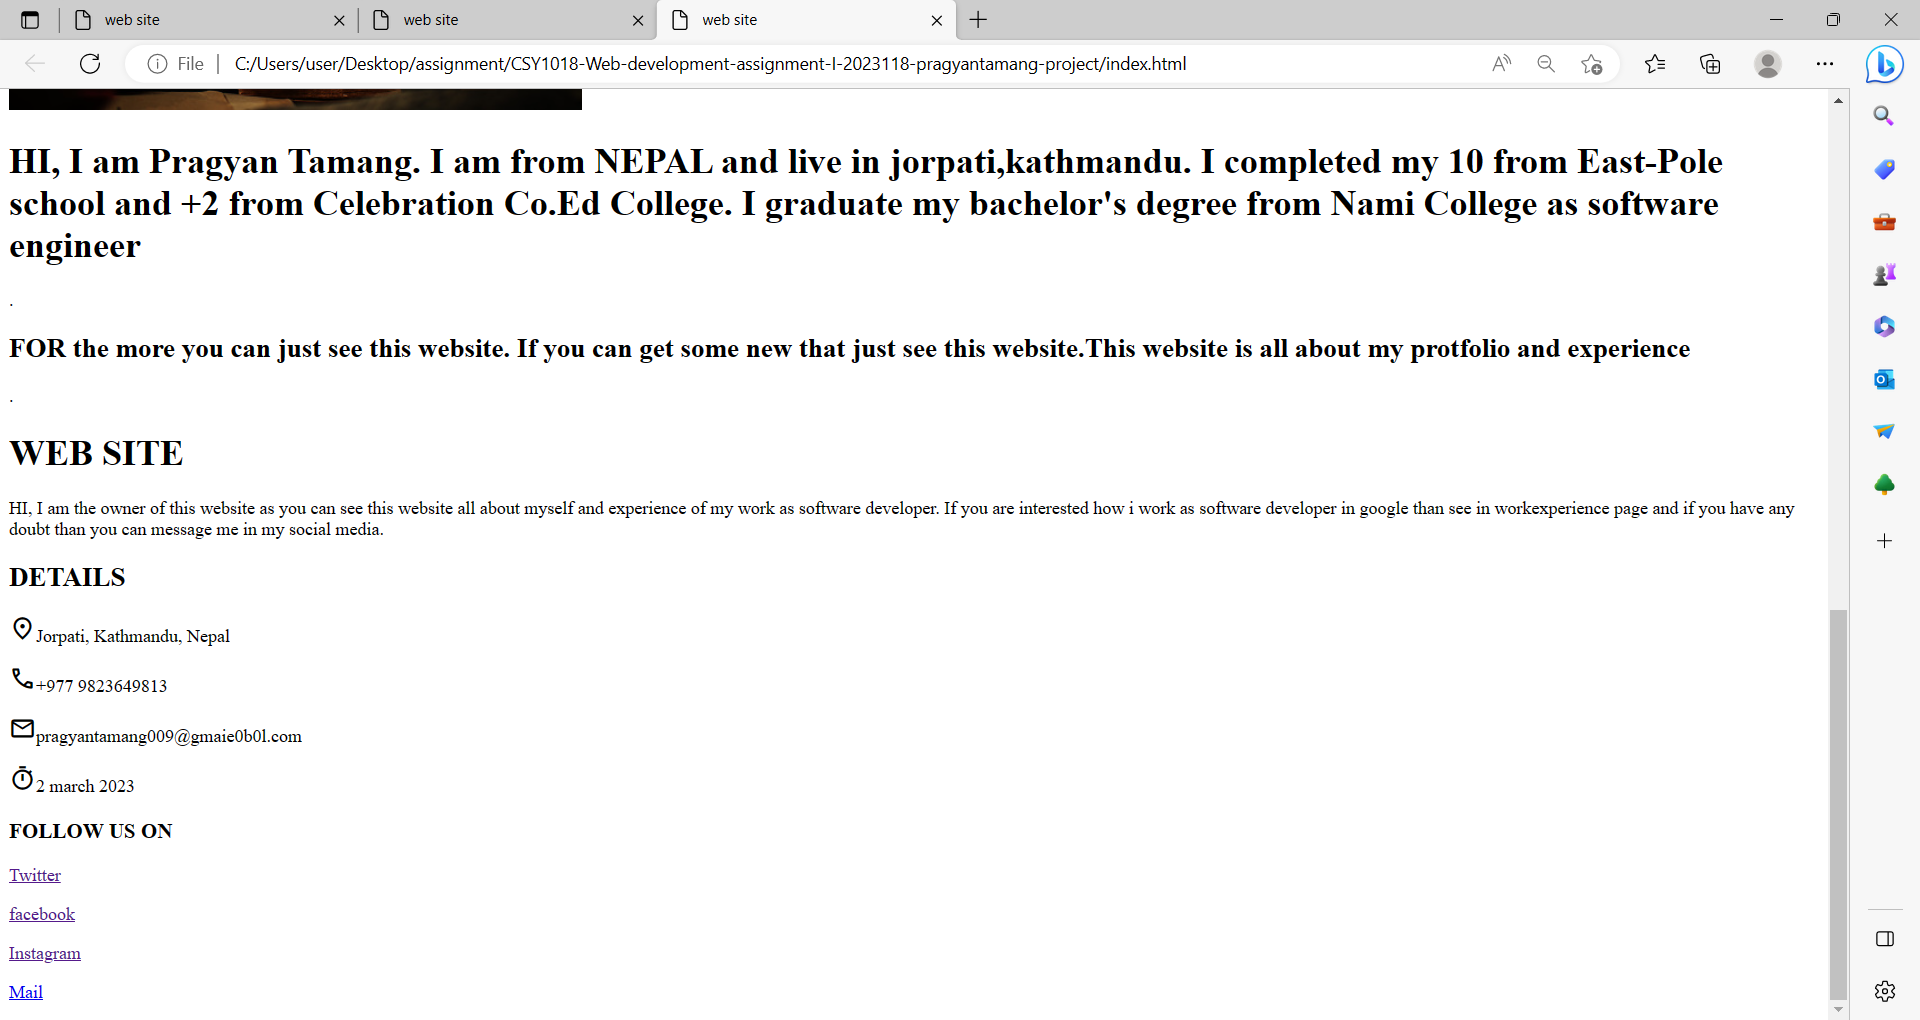 web site
web site
web site
File
C:/Users/user/Desktop/assignment/CSY1018-Web-development-assignment-I-2023118-pragyantamang-project/index.html
HI, I am Pragyan Tamang. I am from NEPAL and live in jorpati,kathmandu. I completed my 10 from East-Pole
school and +2 from Celebration Co.Ed College. I graduate my bachelor's degree from Nami College as software
engineer
.
FOR the more you can just see this website. If you can get some new that just see this website.This website is all about my protfolio and experience
.
WEB SITE
HI, I am the owner of this website as you can see this website all about myself and experience of my work as software developer. If you are interested how i work as software developer in google than see in workexperience page and if you have any
doubt than you can message me in my social media.
DETAILS
Jorpati, Kathmandu, Nepal
+977 9823649813
pragyantamang009@gmaie0b0l.com
2 march 2023
FOLLOW US ON
Twitter
facebook
Instagram
Mail